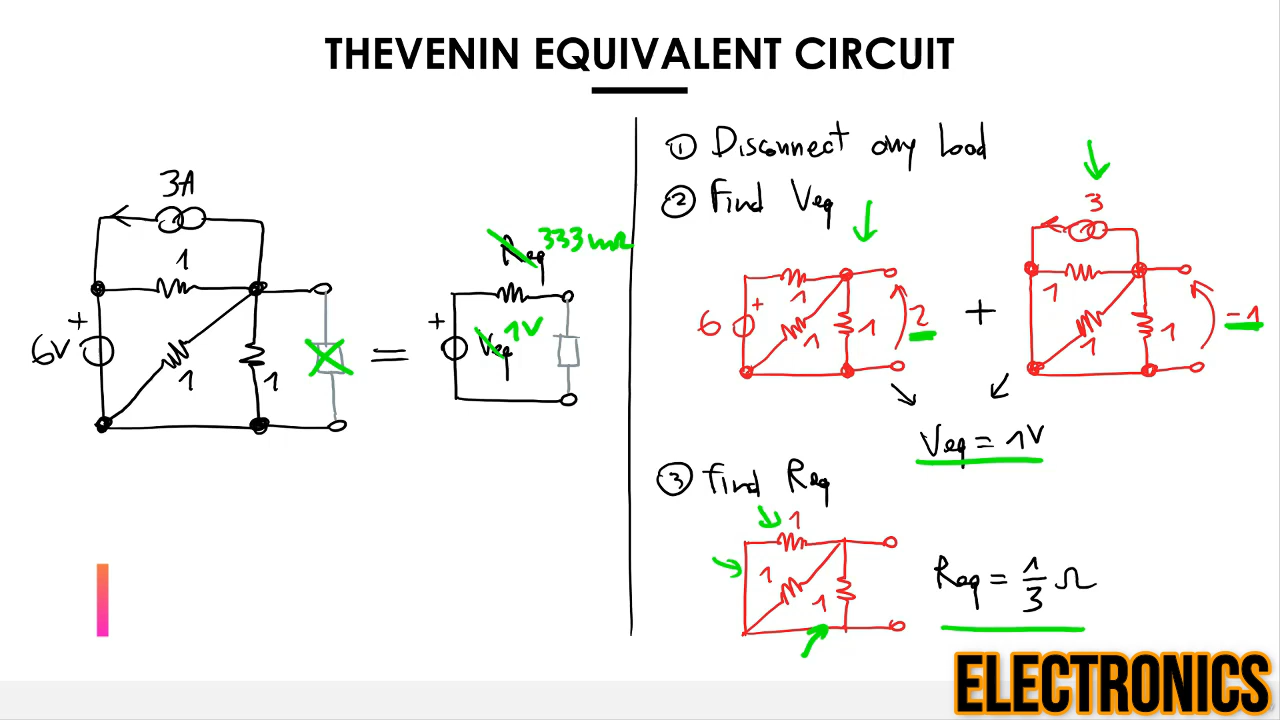 THEVENIN EQUIVALENT CIRCUIT
3A
1
+
6V
1
1
=
Req 333mΩ
+
Veq 1V
① Disconnect any load
② Find Veq
6
+
1
1
1
2
+
3
1
1
1
-1
Veq = 1V
③ Find Req
1
1
1
Req = 1/3 Ω
ELECTRONICS